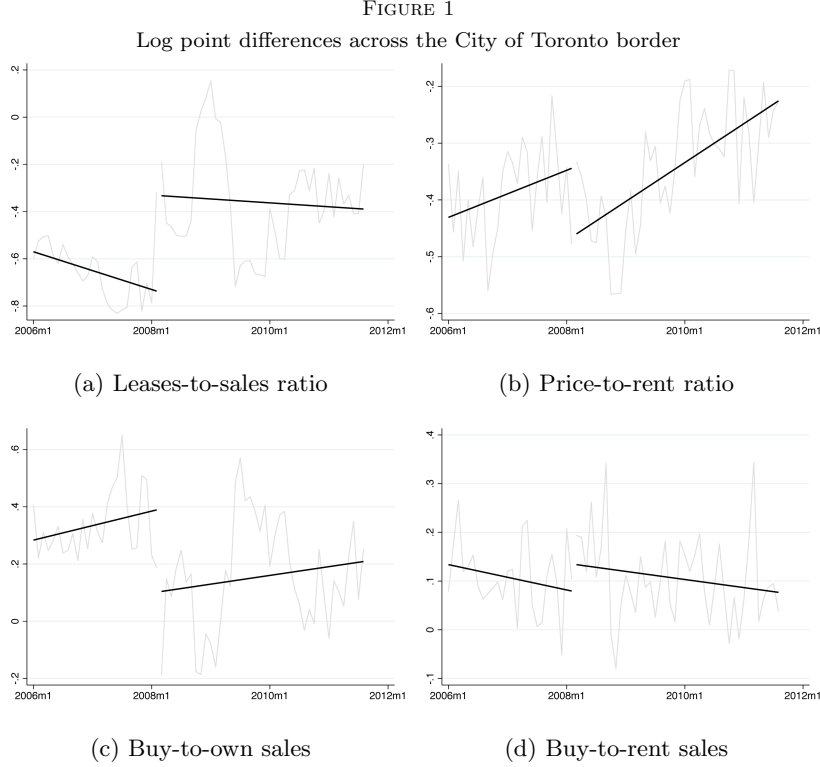 FIGURE 1
Log point differences across the City of Toronto border
.2
0
-.2
-.4
-.6
-.8
2006m1 2008m1 2010m1 2012m1
(a) Leases-to-sales ratio
-.2
-.3
-.4
-.5
-.6
2006m1 2008m1 2010m1 2012m1
(b) Price-to-rent ratio
.6
.4
.2
0
-.2
2006m1 2008m1 2010m1 2012m1
(c) Buy-to-own sales
.4
.3
.2
.1
0
-.1
2006m1 2008m1 2010m1 2012m1
(d) Buy-to-rent sales